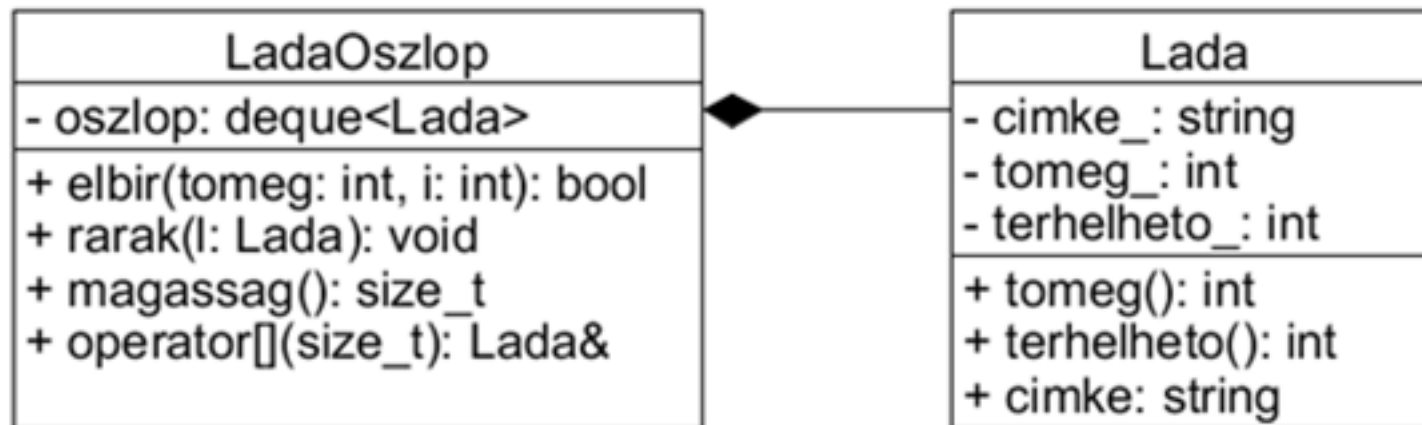 LadaOszlop
- oszlop: deque<Lada>
+ elbir(tomeg: int, i: int): bool
+ rarak(l: Lada): void
+ magassag(): size_t
+ operator[](size_t): Lada&
Lada
- cimke_: string
- tomeg_: int
- terhelheto_: int
+ tomeg(): int
+ terhelheto(): int
+ cimke: string